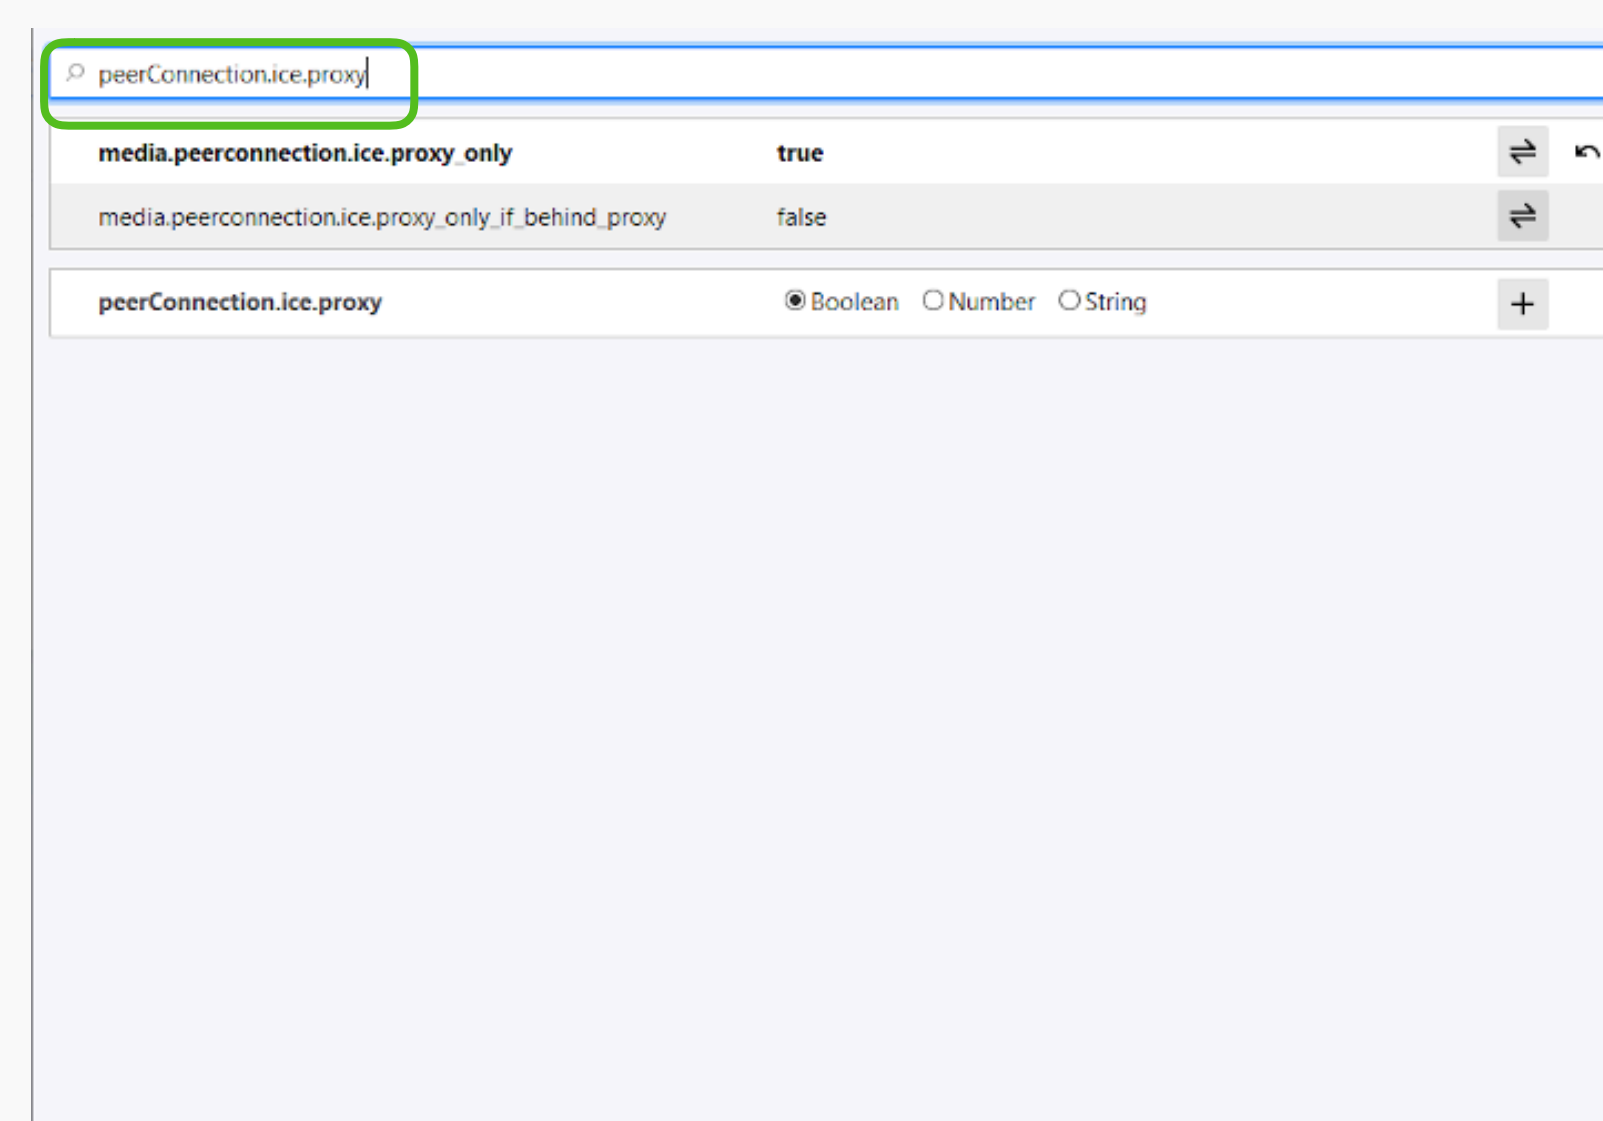 peerConnection.ice.proxy
media.peerconnection.ice.proxy_only true
media.peerconnection.ice.proxy_only_if_behind_proxy false
peerConnection.ice.proxy Boolean Number String